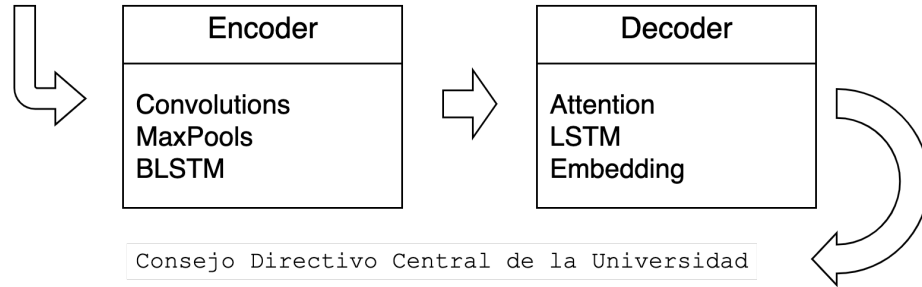 Encoder
Convolutions
MaxPools
BLSTM
Decoder
Attention
LSTM
Embedding
Consejo Directivo Central de la Universidad